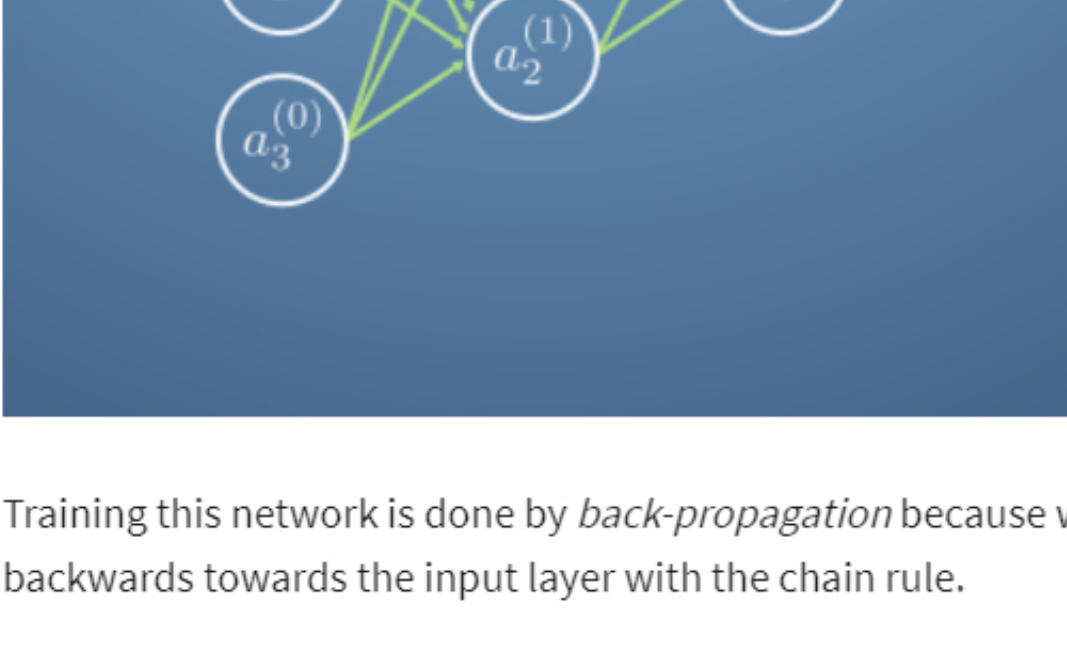 a_2^{(1)}
a_3^{(0)}
Training this network is done by back-propagation because
backwards towards the input layer with the chain rule.